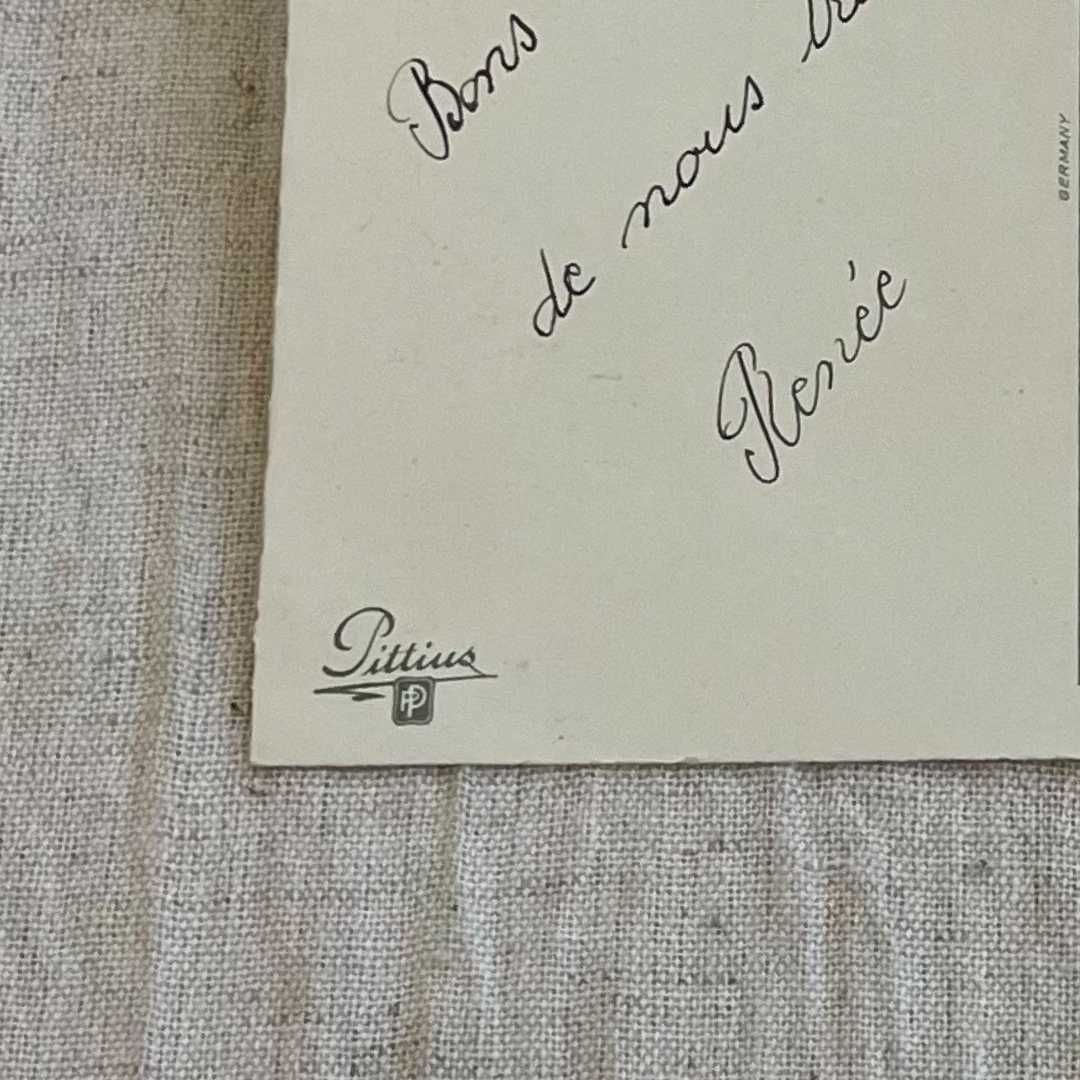 Bons
de nous
Renée
Pittius
PP
GERMANY